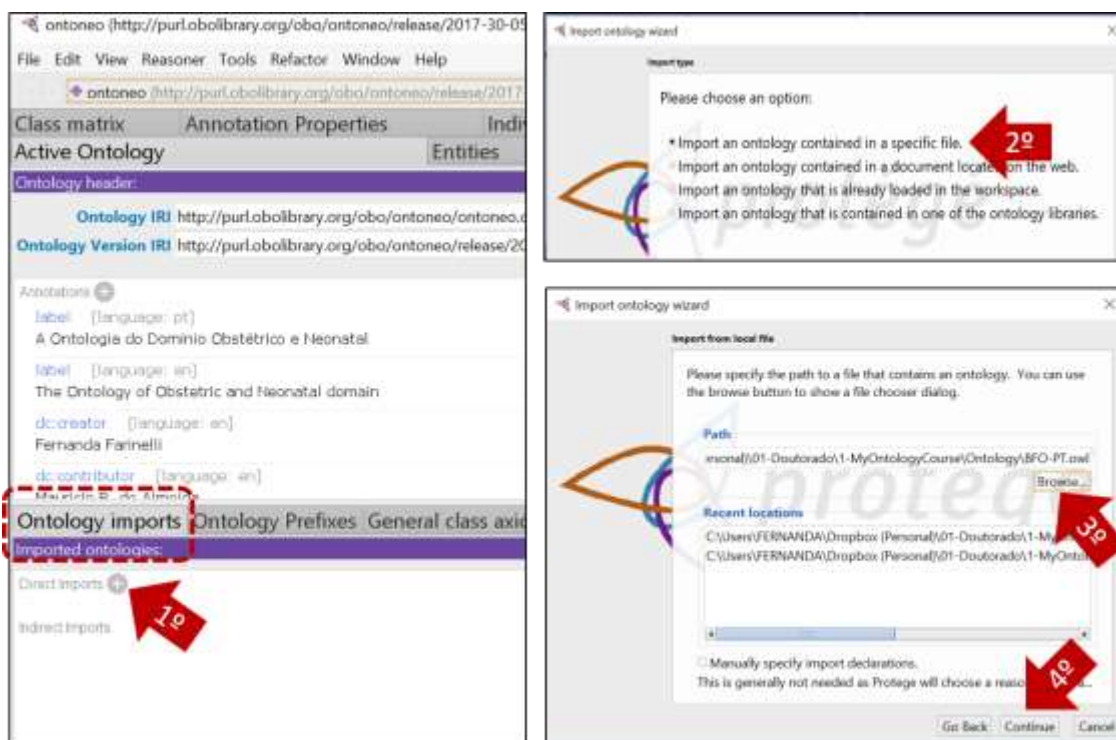 ontoneo (http://purl.obolibrary.org/obo/ontoneo/release/2017-30-05
File Edit View Reasoner Tools Refactor Window Help
ontoneo (http://purl.obolibrary.org/obo/ontoneo/release/2017
Class matrix Annotation Properties Indi
Active Ontology Entities
Ontology header:
Ontology IRI http://purl.obolibrary.org/obo/ontoneo/ontoneo.o
Ontology Version IRI http://purl.obolibrary.org/obo/ontoneo/release/20
Annotations
label [language: pt]
A Ontologia do Domínio Obstétrico e Neonatal
label [language: en]
The Ontology of Obstetric and Neonatal domain
dc:creator [language: en]
Fernanda Farinelli
dc:contributor [language: en]
Mauricio B. de Almeida
Ontology imports Ontology Prefixes General class axio
Imported ontologies:
Direct Imports
1º
Indirect Imports
Import ontology wizard
Import type
Please choose an option:
Import an ontology contained in a specific file.
2º
Import an ontology contained in a document located on the web.
Import an ontology that is already loaded in the workspace.
Import an ontology that is contained in one of the ontology libraries.
protege
Import ontology wizard
Import from local file
Please specify the path to a file that contains an ontology. You can use
the browse button to show a file chooser dialog.
Path
ersonal)\01-Doutorado\1-MyOntologyCourse\Ontology\BFO-PT.owl
Browse...
3º
protege
Recent locations
C:\Users\FERNANDA\Dropbox (Personal)\01-Doutorado\1-My
C:\Users\FERNANDA\Dropbox (Personal)\01-Doutorado\1-MyOnto
Manually specify import declarations.
This is generally not needed as Protege will choose a reaso
4º
Go Back Continue Cancel